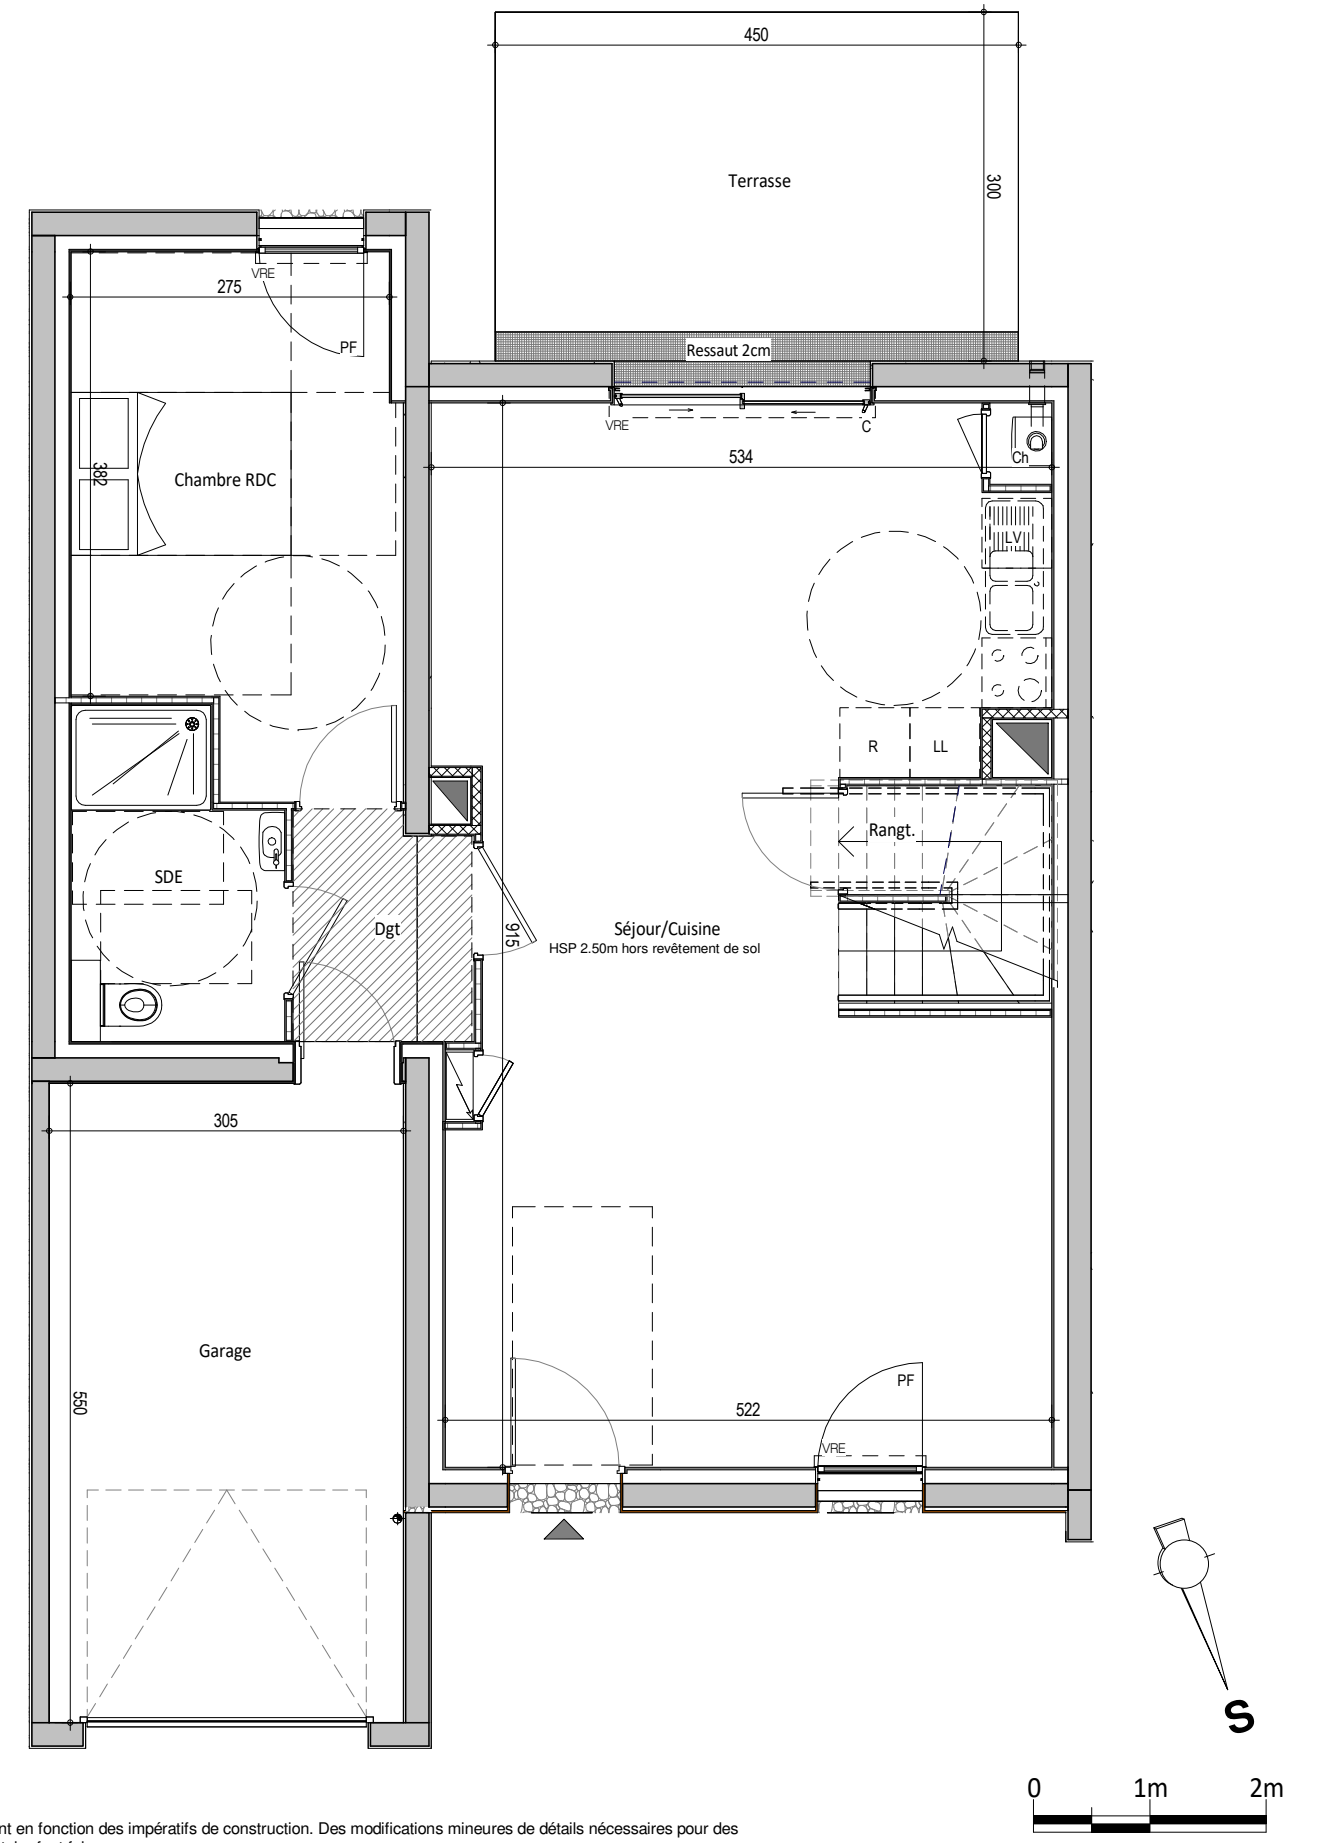 450
Terrasse
300
VRE
275
PF
Ressaut 2cm
VRE
C
534
Ch
382
Chambre RDC
LV
R
LL
Rangt.
SDE
Dgt
915
Séjour/Cuisine
HSP 2.50m hors revêtement de sol
305
Garage
550
PF
522
VRE
S
0 1m 2m
nt en fonction des impératifs de construction. Des modifications mineures de détails nécessaires pour des